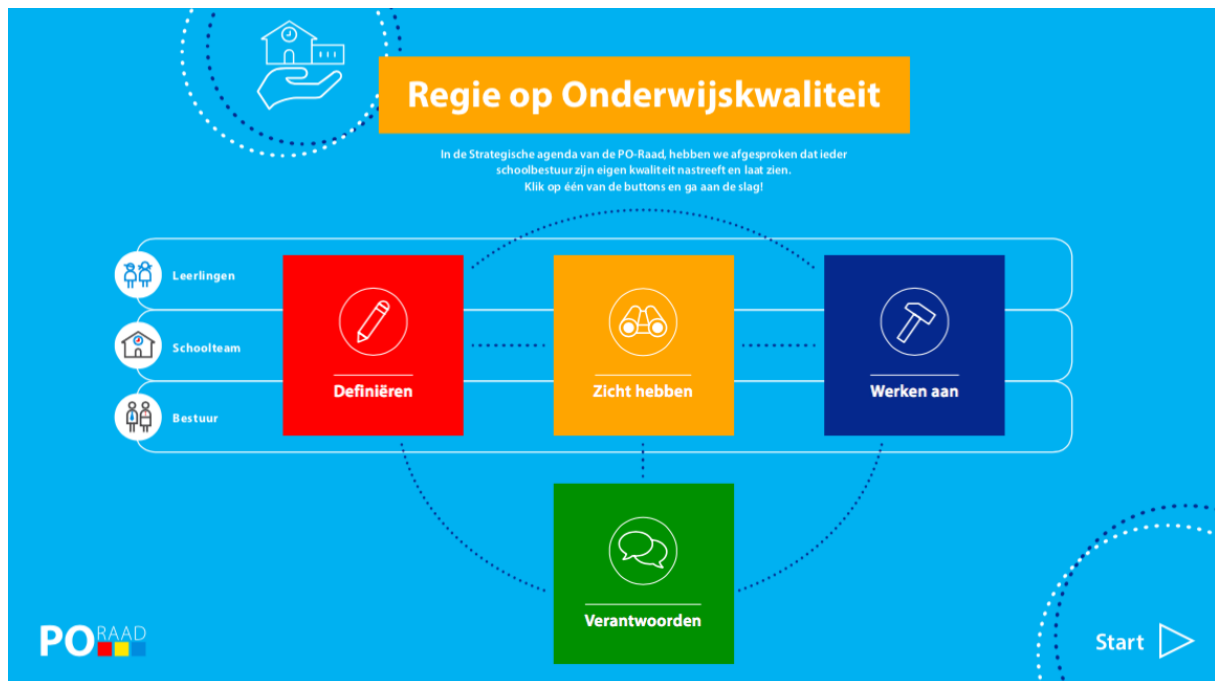 Regie op Onderwijskwaliteit
In de Strategische agenda van de PO-Raad, hebben we afgesproken dat ieder
schoolbestuur zijn eigen kwaliteit nastreeft en laat zien.
Klik op één van de buttons en ga aan de slag!
Leerlingen
Schoolteam
Bestuur
Definiëren
Zicht hebben
Werken aan
Verantwoorden
PO RAAD
Start